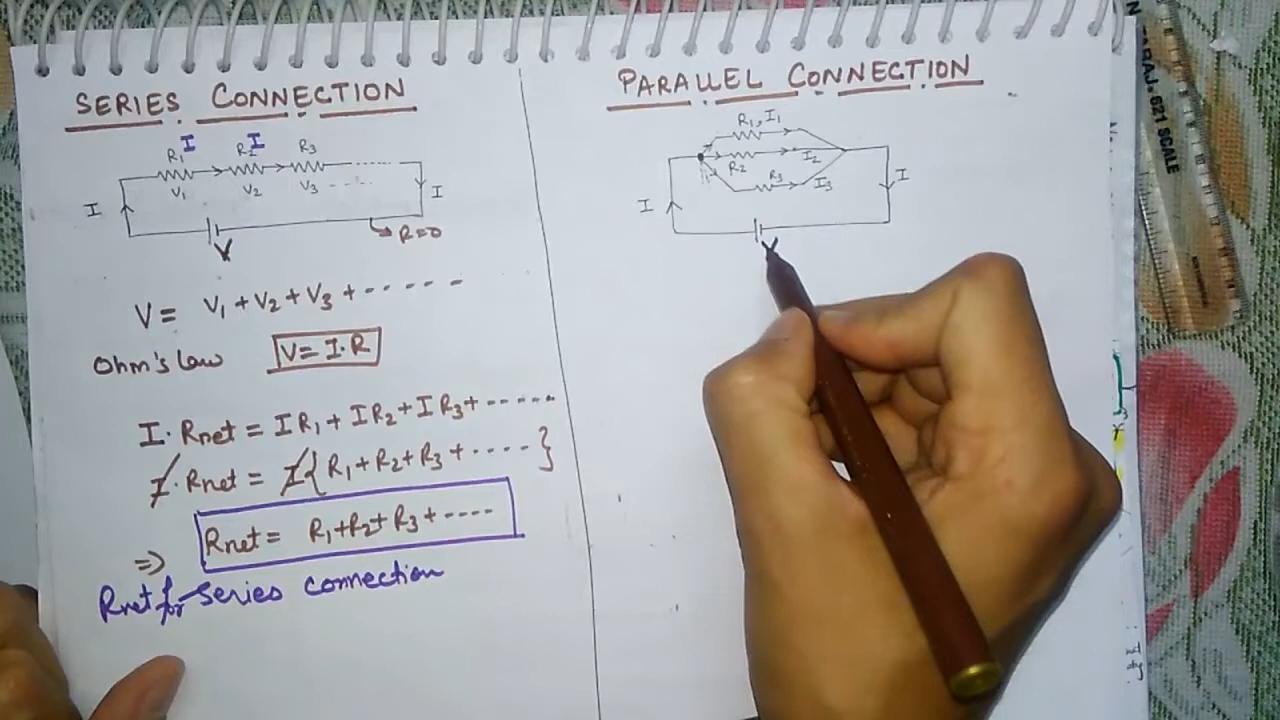 SERIES CONNECTION
R1 I R2 I R3
V1 V2 V3 ----
I I
V R=0
V = V1 + V2 + V3 + ------
Ohm's law V = I·R
I·Rnet = IR1 + IR2 + IR3 + -----
I·Rnet = I{R1+R2+R3+----}
=> Rnet = R1+R2+R3+----
Rnet for series connection
PARALLEL CONNECTION
R1, I1
R2 I2
R3 I3
I I
V
621 SCALE